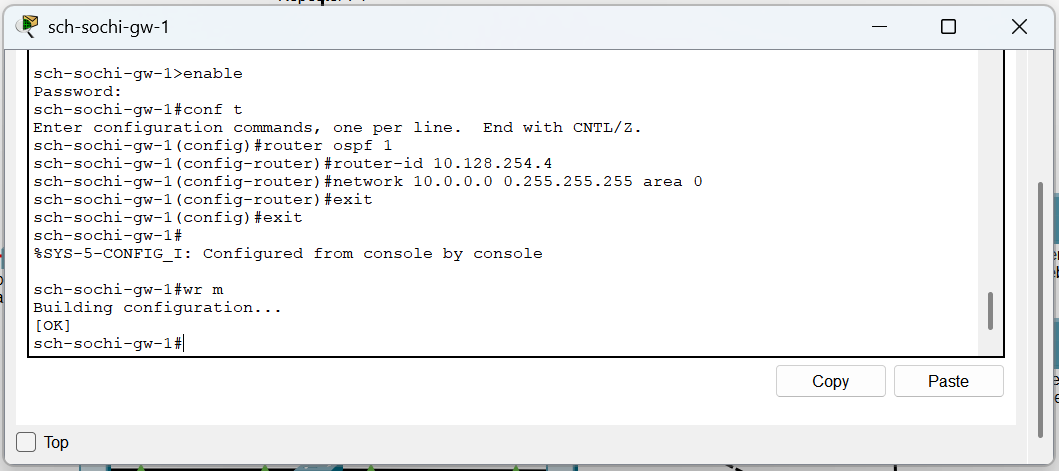 sch-sochi-gw-1
sch-sochi-gw-1>enable
Password:
sch-sochi-gw-1#conf t
Enter configuration commands, one per line.  End with CNTL/Z.
sch-sochi-gw-1(config)#router ospf 1
sch-sochi-gw-1(config-router)#router-id 10.128.254.4
sch-sochi-gw-1(config-router)#network 10.0.0.0 0.255.255.255 area 0
sch-sochi-gw-1(config-router)#exit
sch-sochi-gw-1(config)#exit
sch-sochi-gw-1#
%SYS-5-CONFIG_I: Configured from console by console
sch-sochi-gw-1#wr m
Building configuration...
[OK]
sch-sochi-gw-1#
Copy
Paste
Top